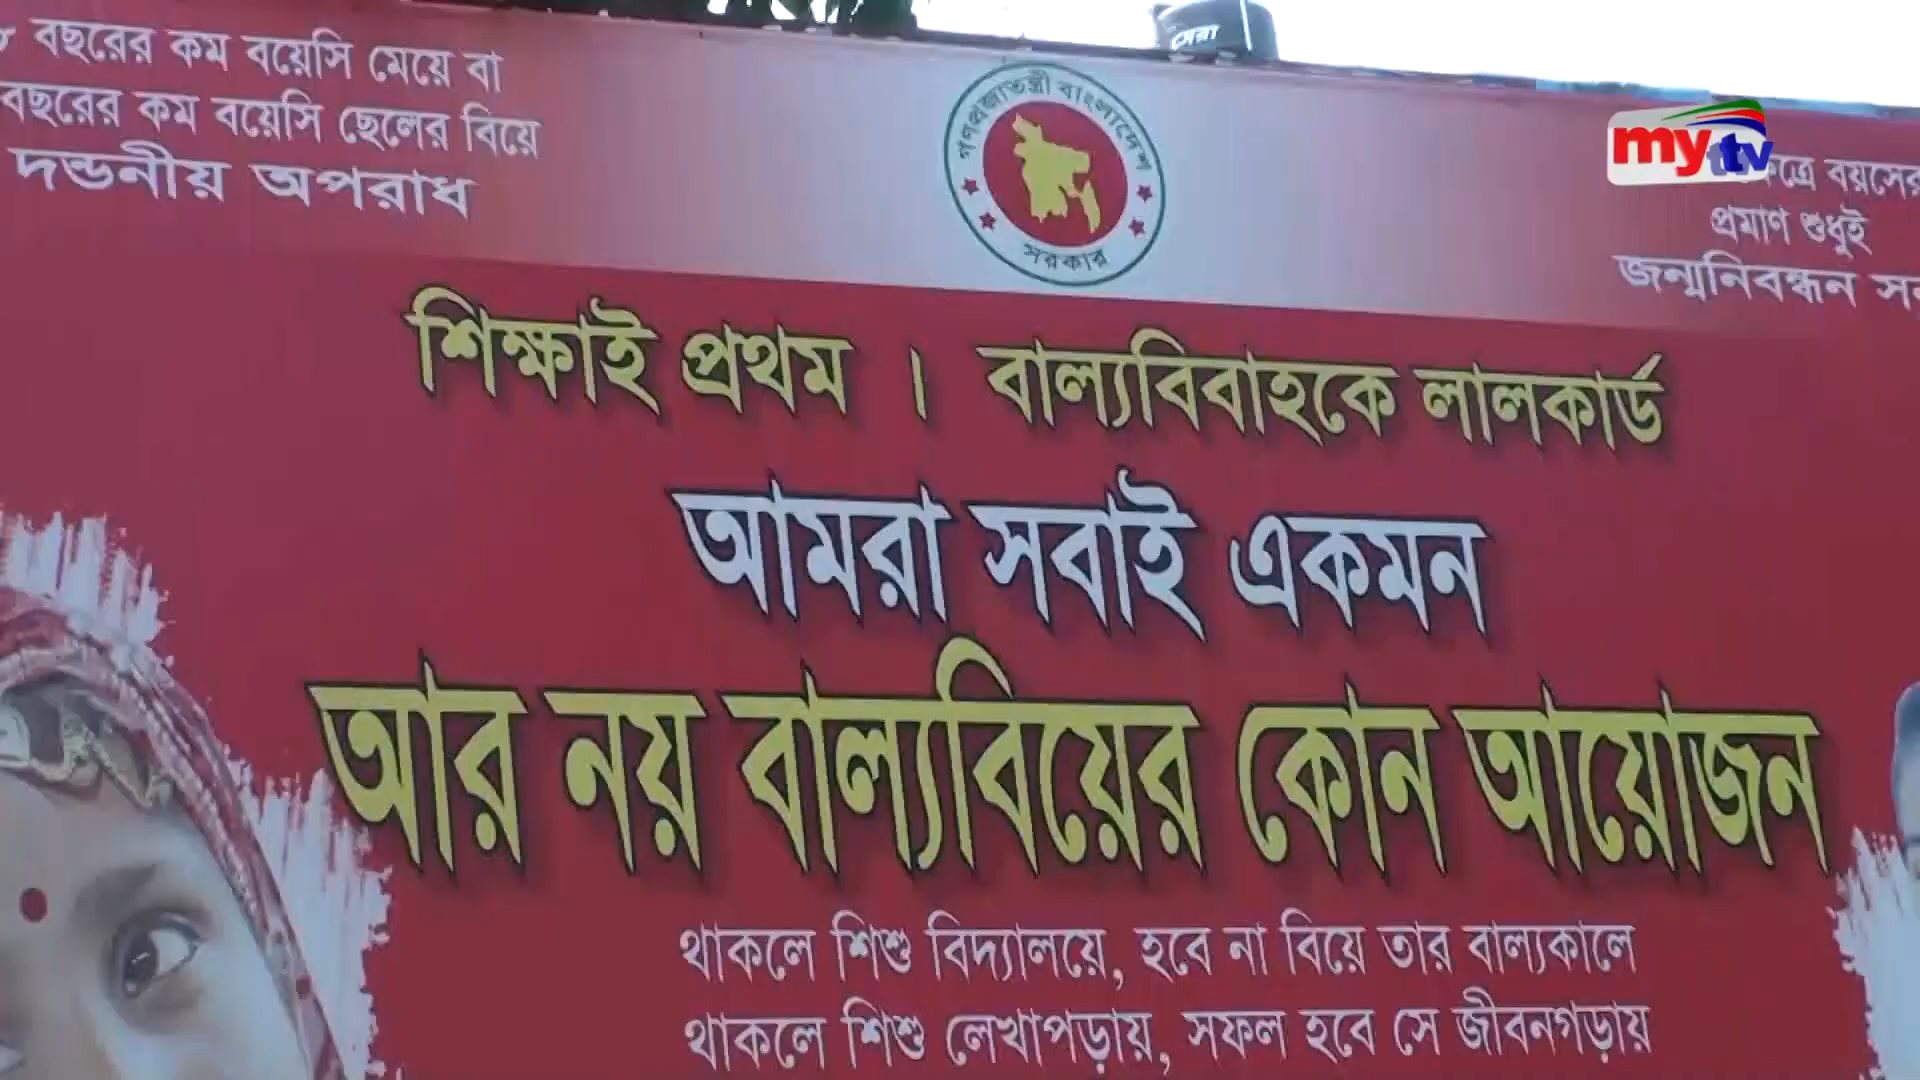 বছরের কম বয়েসি মেয়ে বা
বছরের কম বয়েসি ছেলের বিয়ে
দন্ডনীয় অপরাধ
গণপ্রজাতন্ত্রী বাংলাদেশ
সরকার
সেরা
mytv
বয়সের
প্রমাণ শুধুই
জন্মনিবন্ধন
শিক্ষাই প্রথম । বাল্যবিবাহকে লালকার্ড
আমরা সবাই একমন
আর নয় বাল্যবিয়ের কোন আয়োজন
থাকলে শিশু বিদ্যালয়ে, হবে না বিয়ে তার বাল্যকালে
থাকলে শিশু লেখাপড়ায়, সফল হবে সে জীবনগড়ায়